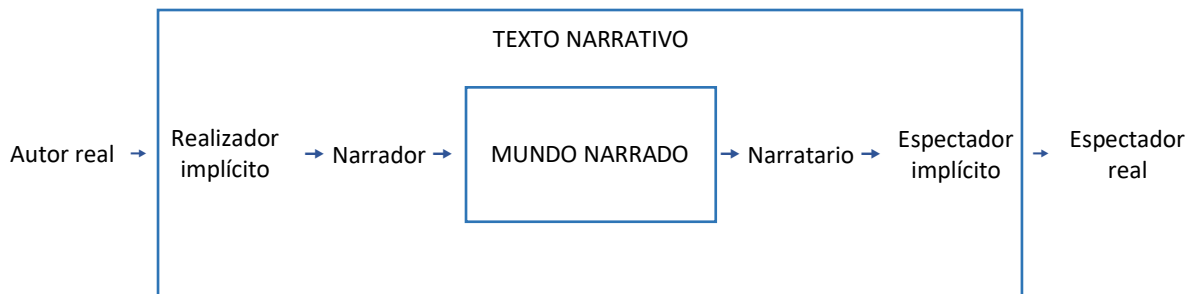 TEXTO NARRATIVO
Autor real
Realizador
implícito
Narrador
MUNDO NARRADO
Narratario
Espectador
implícito
Espectador
real